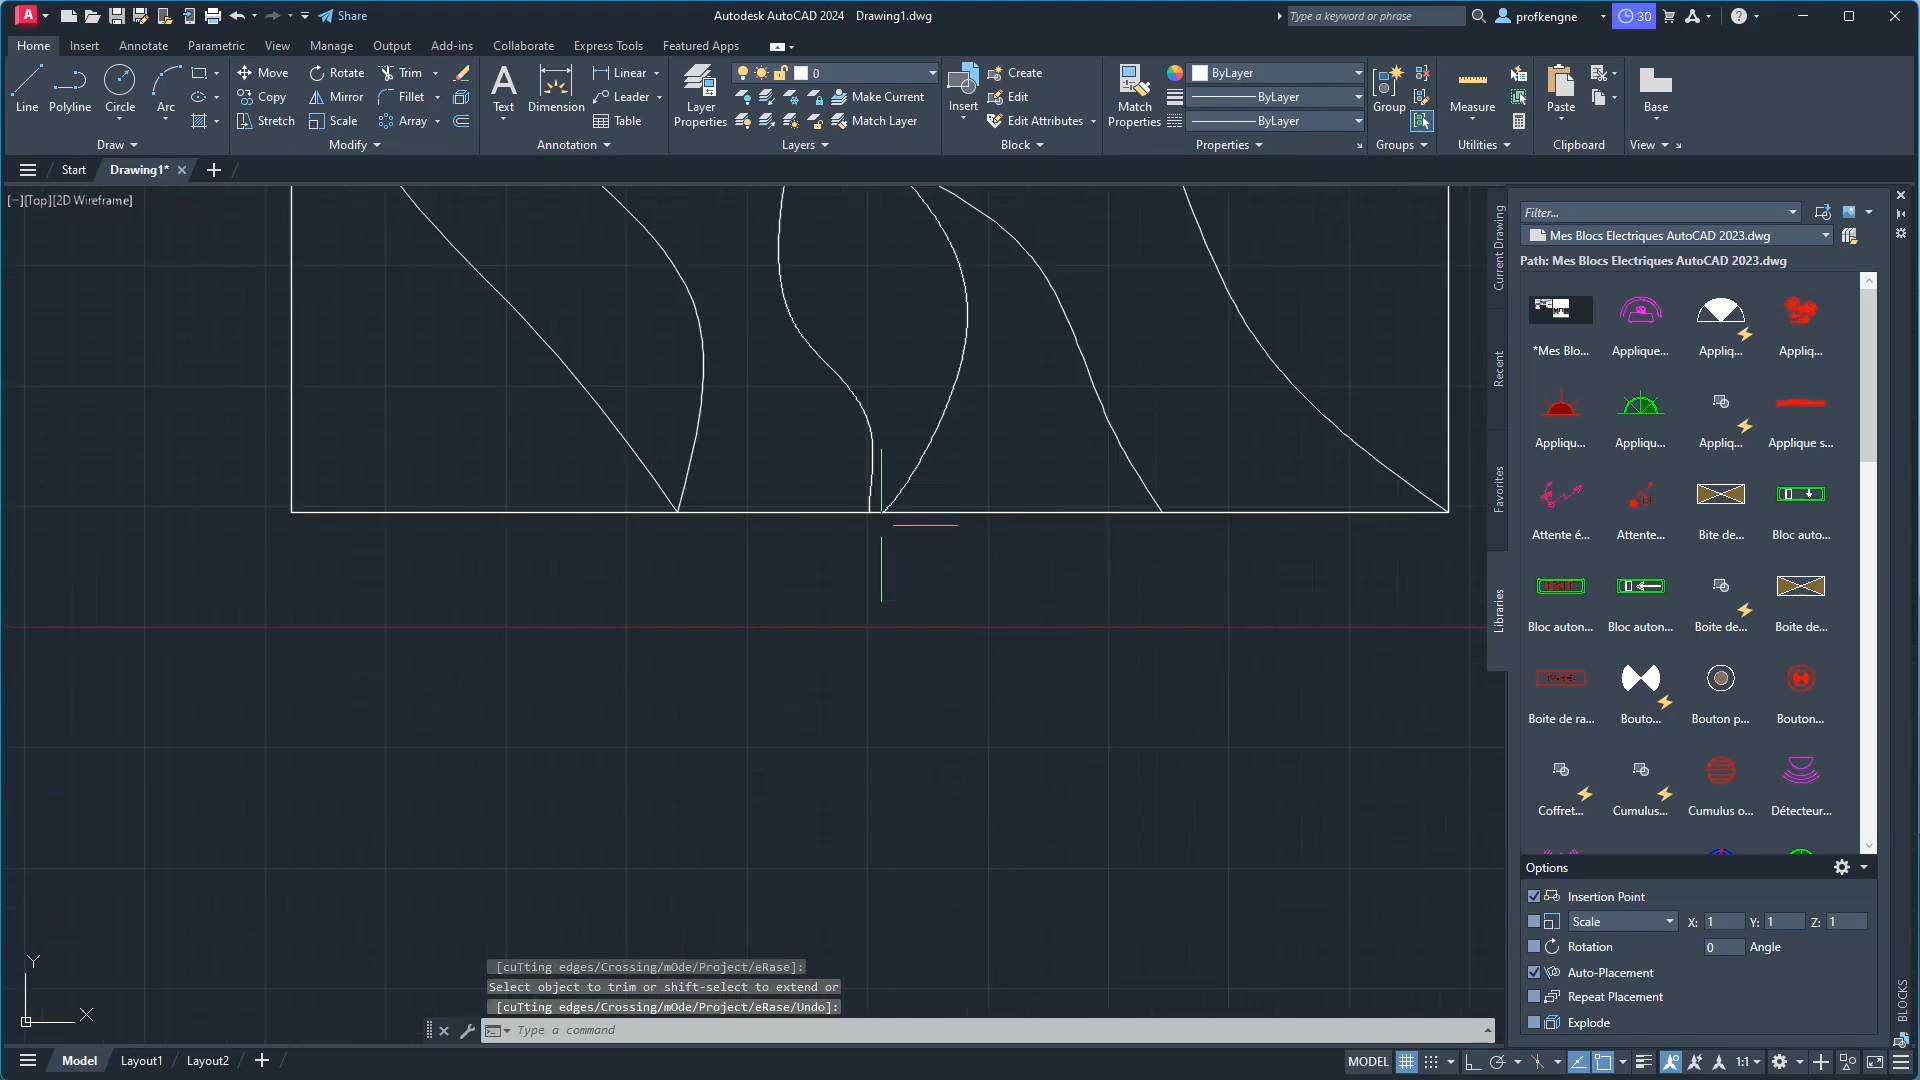 Share
Autodesk AutoCAD 2024 Drawing1.dwg
Type a keyword or phrase
profkengne
30
Home Insert Annotate Parametric View Manage Output Add-ins Collaborate Express Tools Featured Apps
Line Polyline Circle Arc
Move Rotate Trim
Copy Mirror Fillet
Stretch Scale Array
Text Dimension
Linear
Leader
Table
Layer Properties
0
Make Current
Match Layer
Insert
Create
Edit
Edit Attributes
Match Properties
ByLayer
ByLayer
ByLayer
Group
Measure
Paste
Base
Draw Modify Annotation Layers Block Properties Groups Utilities Clipboard View
Start Drawing1*
[−][Top][2D Wireframe]
Current Drawing
Recent
Favorites
Libraries
Filter...
Mes Blocs Electriques AutoCAD 2023.dwg
Path: Mes Blocs Electriques AutoCAD 2023.dwg
*Mes Blo... Applique... Appliq... Appliq...
Appliqu... Appliqu... Appliq... Applique s...
Attente é... Attente... Bite de... Bloc auto...
Bloc auton... Bloc auton... Boite de... Boite de...
Boite de ra... Bouto... Bouton p... Bouton...
Coffret... Cumulus... Cumulus o... Détecteur...
Options
Insertion Point
Scale X: 1 Y: 1 Z: 1
Rotation 0 Angle
Auto-Placement
Repeat Placement
Explode
BLOCKS
Y
X
[cuTting edges/Crossing/mOde/Project/eRase]:
Select object to trim or shift-select to extend or
[cuTting edges/Crossing/mOde/Project/eRase/Undo]:
Type a command
Model Layout1 Layout2
MODEL
1:1